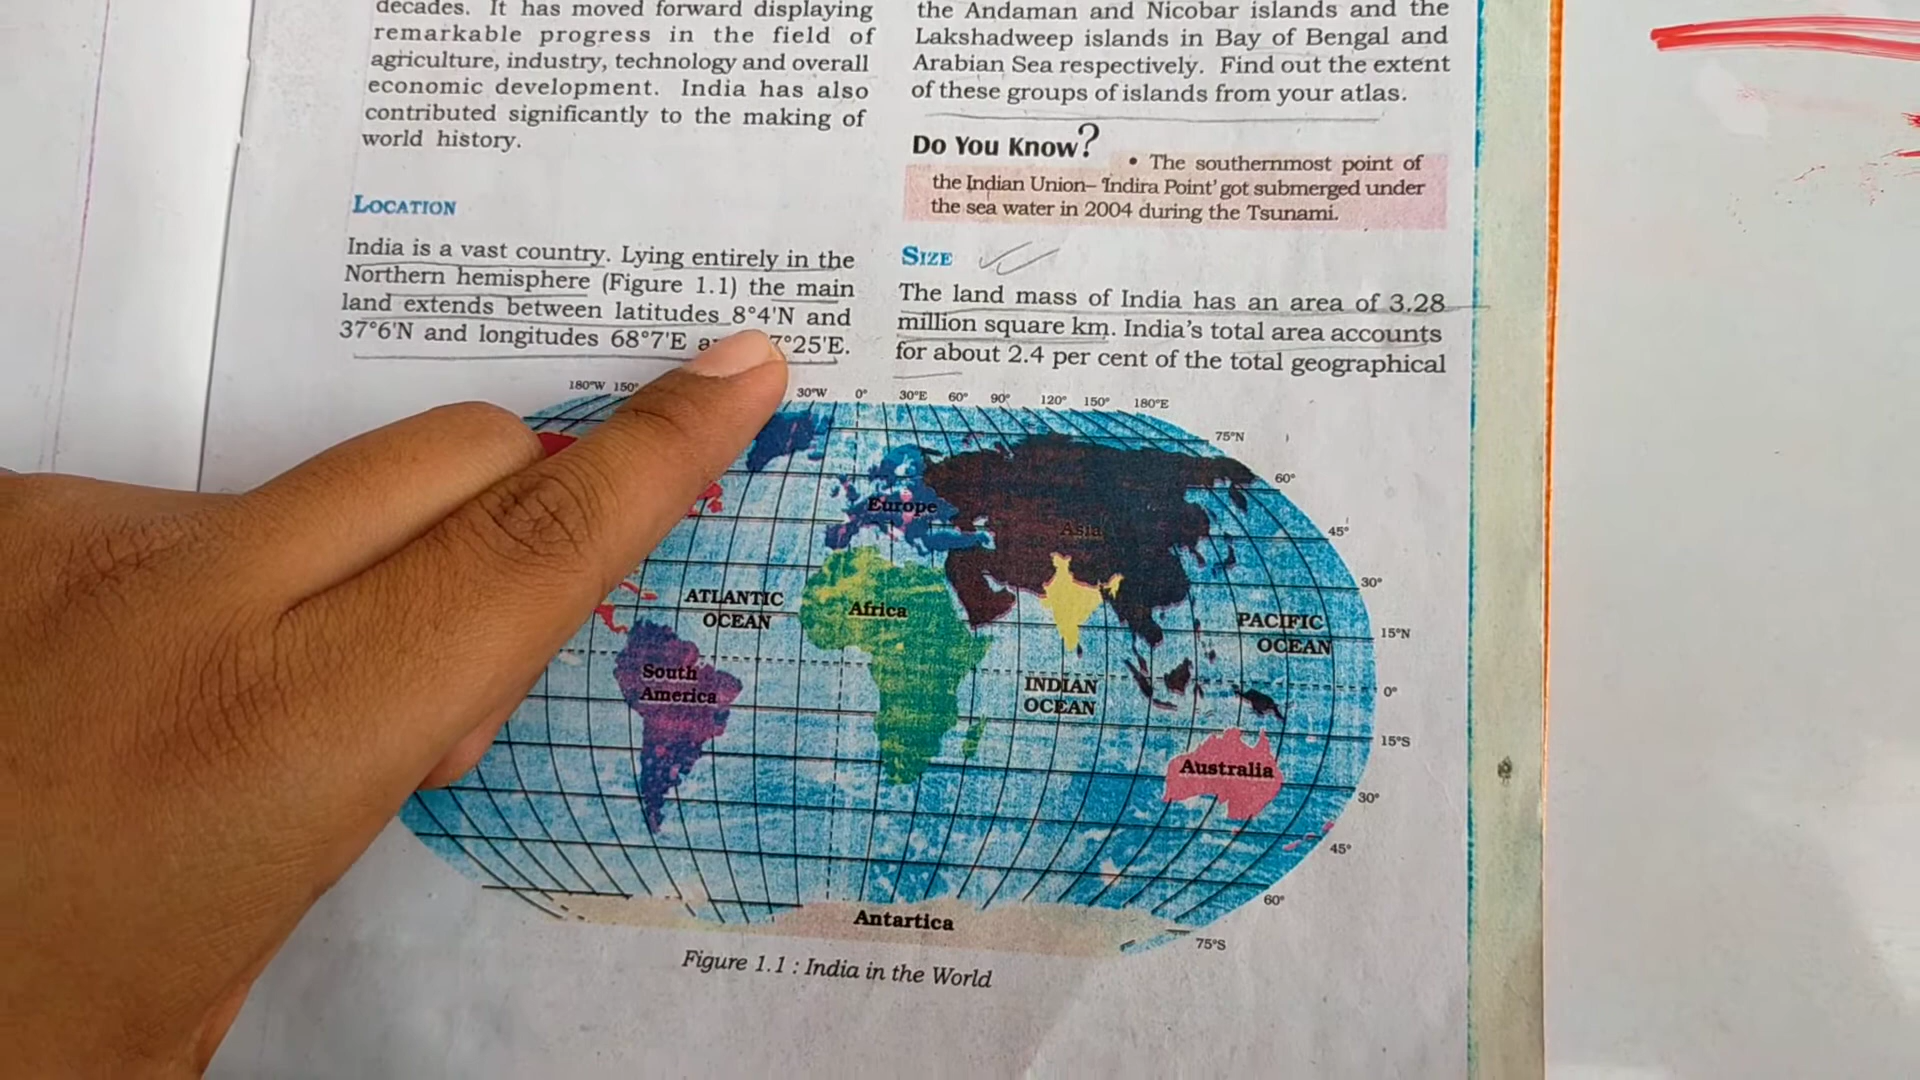 decades. It has moved forward displaying
remarkable progress in the field of
agriculture, industry, technology and overall
economic development. India has also
contributed significantly to the making of
world history.
LOCATION
India is a vast country. Lying entirely in the
Northern hemisphere (Figure 1.1) the main
land extends between latitudes 8°4'N and
37°6'N and longitudes 68°7'E 7°25'E.
the Andaman and Nicobar islands and the
Lakshadweep islands in Bay of Bengal and
Arabian Sea respectively. Find out the extent
of these groups of islands from your atlas.
Do You Know?
• The southernmost point of
the Indian Union– 'Indira Point' got submerged under
the sea water in 2004 during the Tsunami.
SIZE
The land mass of India has an area of 3.28
million square km. India's total area accounts
for about 2.4 per cent of the total geographical
180°W 150° 30°W 0° 30°E 60° 90° 120° 150° 180°E
75°N
60°
45°
30°
15°N
0°
15°S
30°
45°
60°
75°S
Europe
Asia
ATLANTIC
OCEAN
Africa
PACIFIC
OCEAN
South
America
INDIAN
OCEAN
Australia
Antartica
Figure 1.1 : India in the World